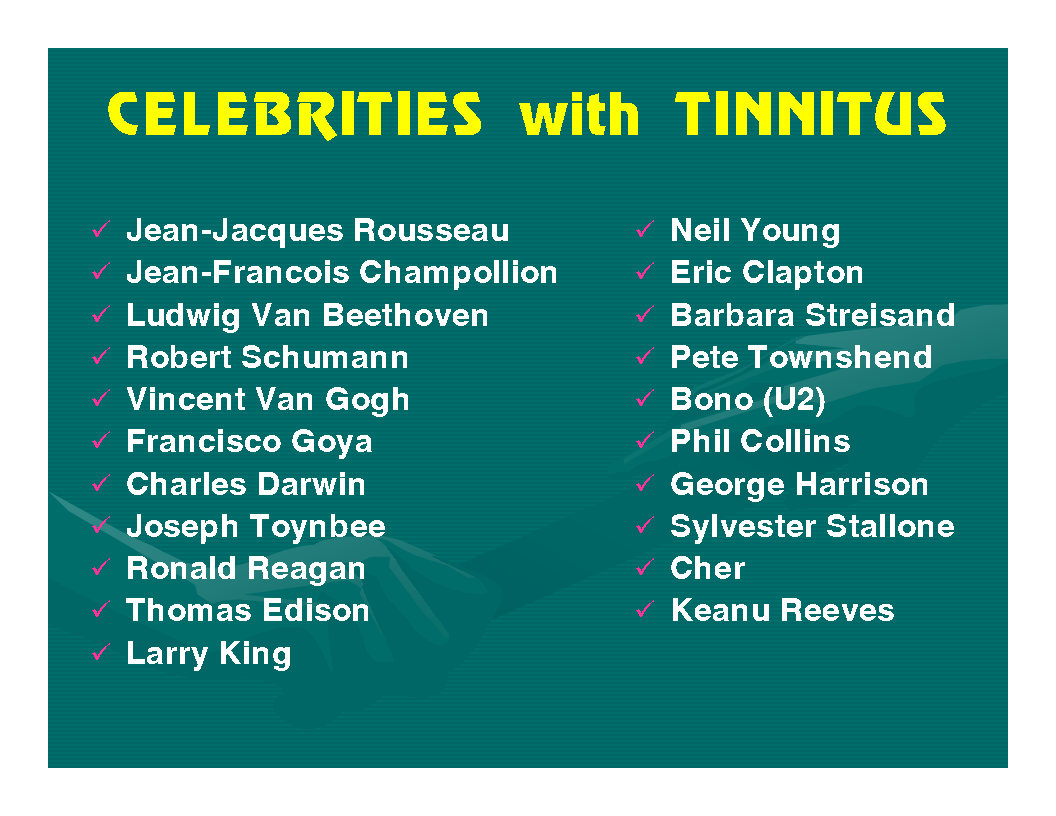 CELEBRITIES with TINNITUS
✓ Jean-Jacques Rousseau
✓ Jean-Francois Champollion
✓ Ludwig Van Beethoven
✓ Robert Schumann
✓ Vincent Van Gogh
✓ Francisco Goya
✓ Charles Darwin
✓ Joseph Toynbee
✓ Ronald Reagan
✓ Thomas Edison
✓ Larry King
✓ Neil Young
✓ Eric Clapton
✓ Barbara Streisand
✓ Pete Townshend
✓ Bono (U2)
✓ Phil Collins
✓ George Harrison
✓ Sylvester Stallone
✓ Cher
✓ Keanu Reeves